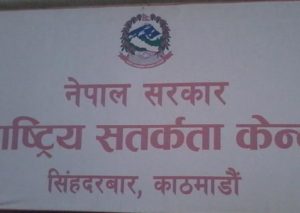 नेपाल सरकार
ाष्ट्रिय सतर्कता केन्
सिंहदरबार, काठमाडौं